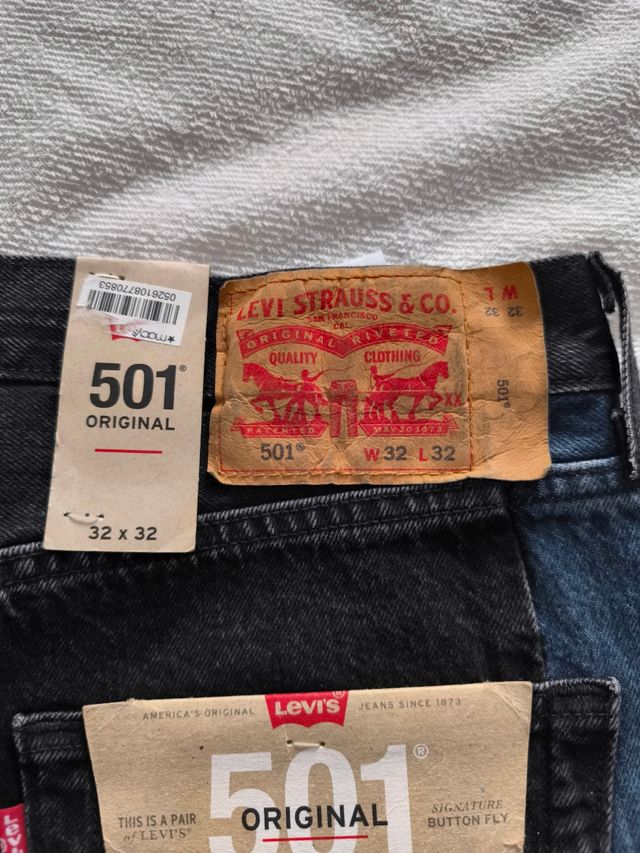 0526108770853
★macy's
501®
ORIGINAL
32 x 32
LEVI STRAUSS & CO.
SAN FRANCISCO
CAL
ORIGINAL RIVETED
QUALITY CLOTHING
XX
PATENTED MAY 20 1873
501® W 32 L 32
W L
32 32
501®
AMERICA'S ORIGINAL
Levi's®
JEANS SINCE 1873
501®
ORIGINAL
THIS IS A PAIR
of LEVI'S®
SIGNATURE
BUTTON FLY
Levi's